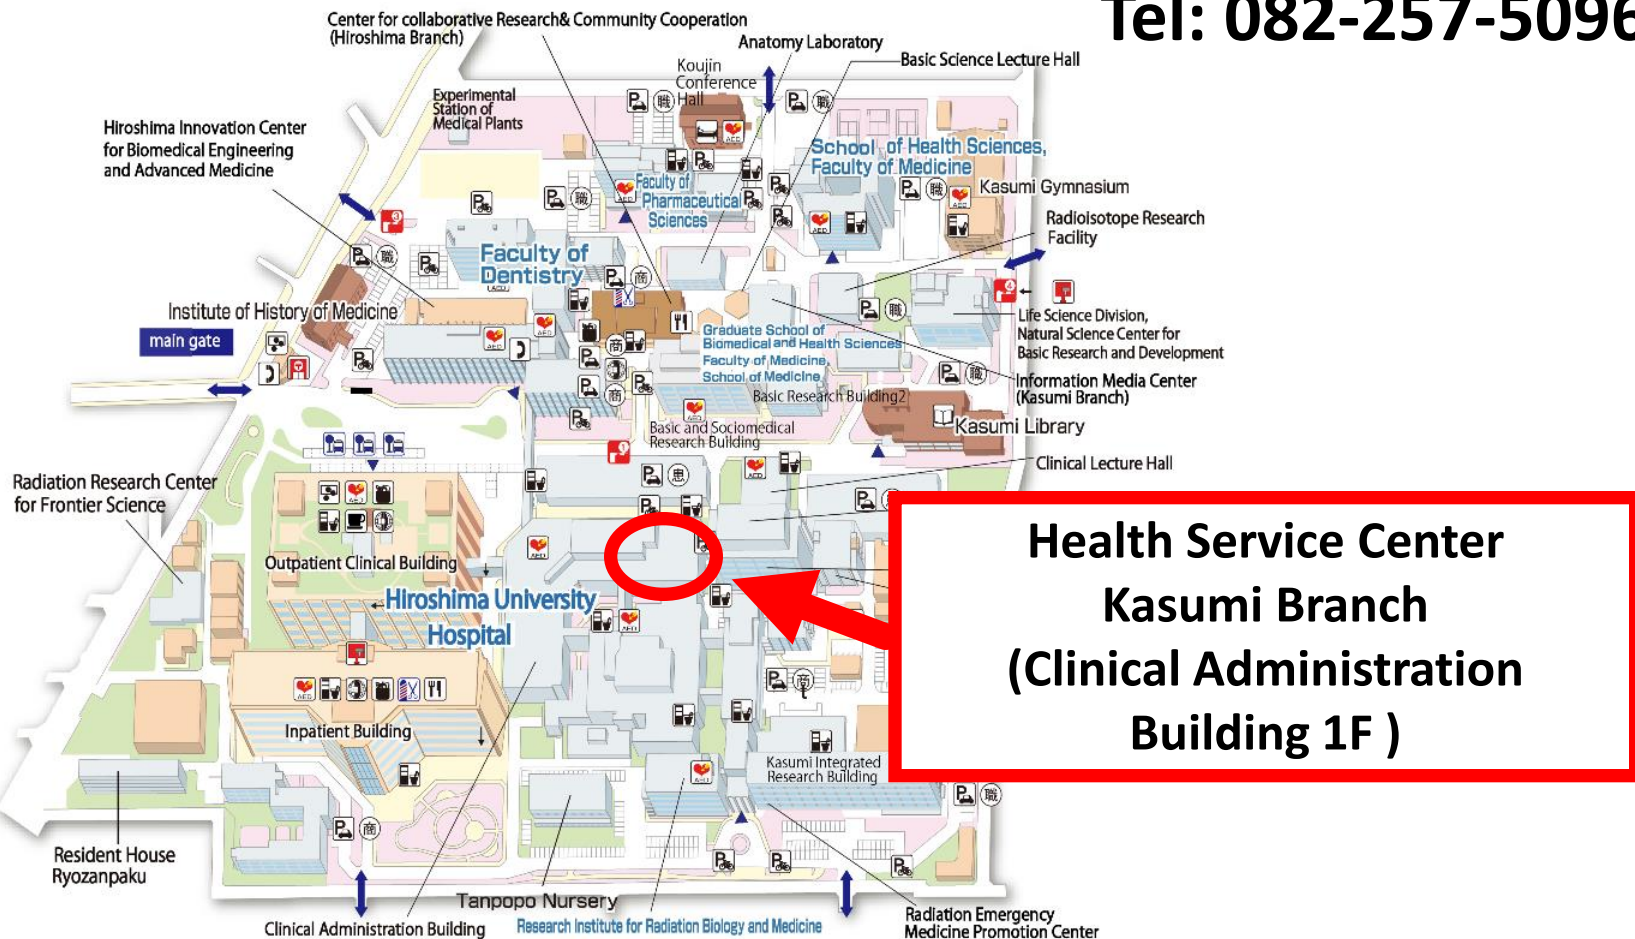 Tel: 082-257-5096
Center for collaborative Research& Community Cooperation
(Hiroshima Branch)
Anatomy Laboratory
Basic Science Lecture Hall
Koujin
Conference
Hall
Experimental
Station of
Medical Plants
Hiroshima Innovation Center
for Biomedical Engineering
and Advanced Medicine
School of Health Sciences,
Faculty of Medicine
Faculty of
Pharmaceutical
Sciences
Kasumi Gymnasium
Radioisotope Research
Facility
Faculty of
Dentistry
Institute of History of Medicine
main gate
Life Science Division,
Natural Science Center for
Basic Research and Development
Graduate School of
Biomedical and Health Sciences
Faculty of Medicine,
School of Medicine
Information Media Center
(Kasumi Branch)
Basic Research Building2
Basic and Sociomedical
Research Building
Kasumi Library
Clinical Lecture Hall
Radiation Research Center
for Frontier Science
Outpatient Clinical Building
Hiroshima University
Hospital
Health Service Center
Kasumi Branch
(Clinical Administration
Building 1F )
Inpatient Building
Kasumi Integrated
Research Building
Resident House
Ryozanpaku
Tanpopo Nursery
Clinical Administration Building
Research Institute for Radiation Biology and Medicine
Radiation Emergency
Medicine Promotion Center